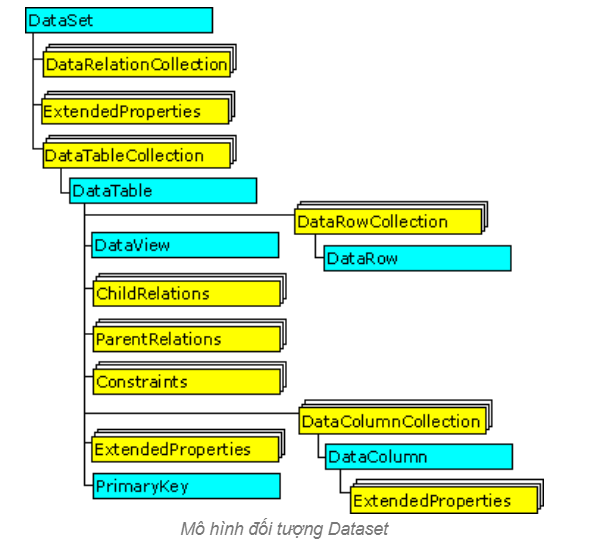 DataSet
DataRelationCollection
ExtendedProperties
DataTableCollection
DataTable
DataRowCollection
DataView
DataRow
ChildRelations
ParentRelations
Constraints
DataColumnCollection
ExtendedProperties
DataColumn
PrimaryKey
ExtendedProperties
Mô hình đối tượng Dataset